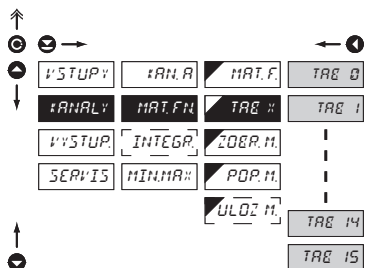 VSTUPY KAN. A MAT. F. TAB 0
KANALY MAT. FN. TAB X TAB 1
VYSTUP. INTEGR. ZOBR. M.
SERVIS MIN.MAX POP. M.
ULOZ M. TAB 14
TAB 15